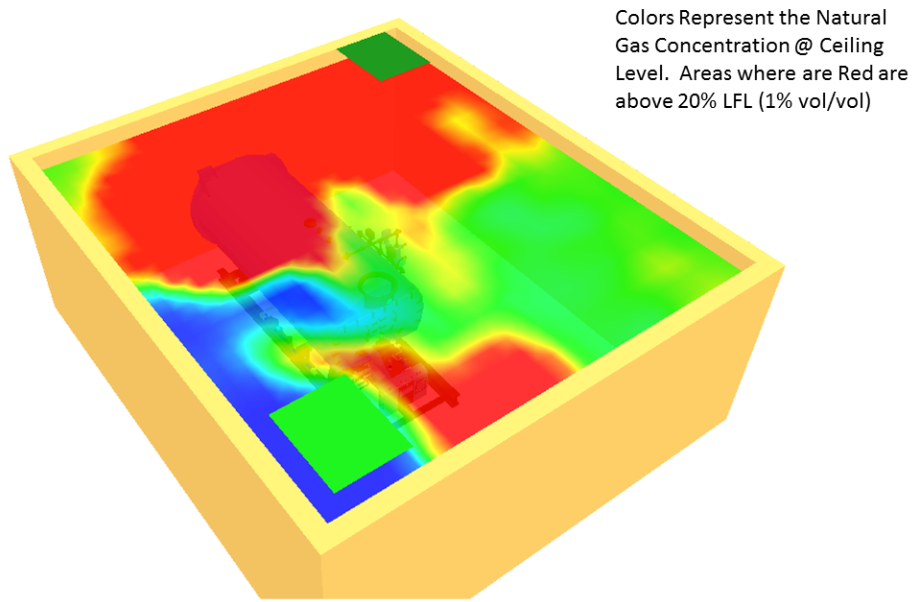 Colors Represent the Natural
Gas Concentration @ Ceiling
Level.  Areas where are Red are
above 20% LFL (1% vol/vol)